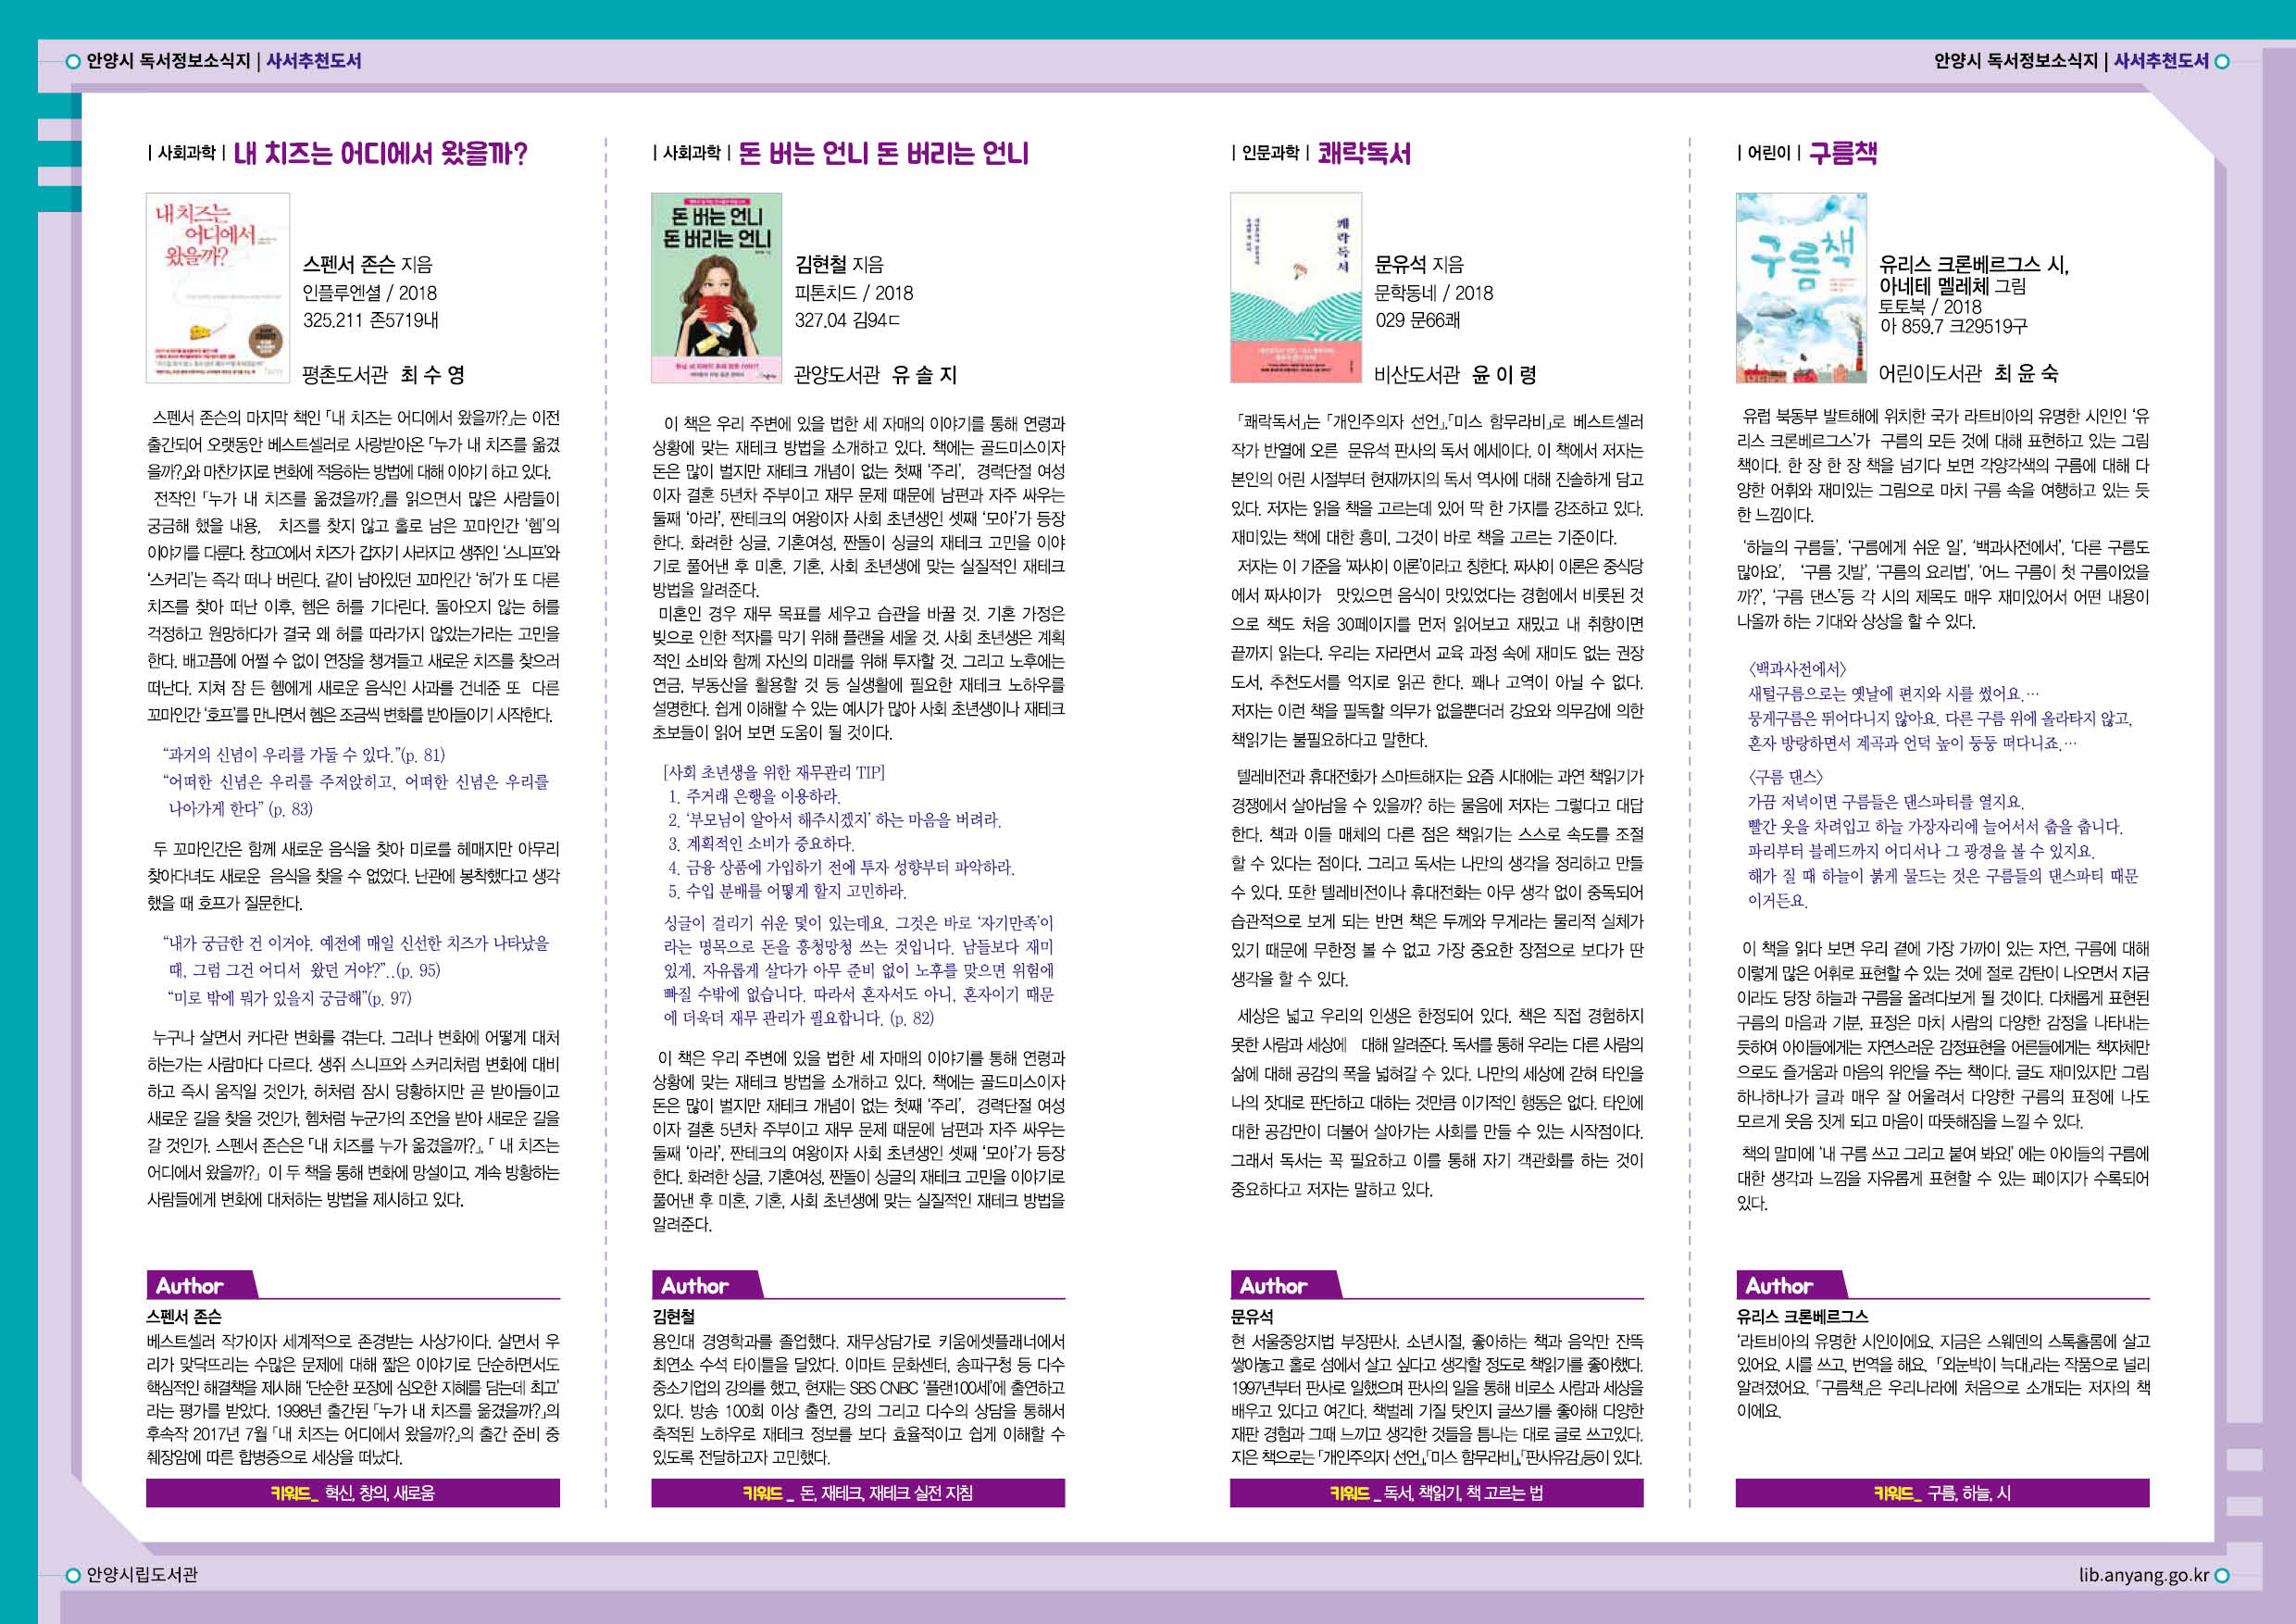 안양시 독서정보소식지 | 사서추천도서
안양시 독서정보소식지 | 사서추천도서
| 사회과학 | 내 치즈는 어디에서 왔을까?
내 치즈는
어디에서
왔을까?
스펜서 존슨 지음
인플루엔셜 / 2018
325.211 존5719내
평촌도서관 최 수 영
스펜서 존슨의 마지막 책인 「내 치즈는 어디에서 왔을까?」는 이전
출간되어 오랫동안 베스트셀러로 사랑받아온 「누가 내 치즈를 옮겼
을까?」와 마찬가지로 변화에 적응하는 방법에 대해 이야기 하고 있다.
전작인 「누가 내 치즈를 옮겼을까?」를 읽으면서 많은 사람들이
궁금해 했을 내용, 치즈를 찾지 않고 홀로 남은 꼬마인간 ‘헴’의
이야기를 다룬다. 창고C에서 치즈가 갑자기 사라지고 생쥐인 ‘스니프’와
‘스커리’는 즉각 떠나 버린다. 같이 남아있던 꼬마인간 ‘허’가 또 다른
치즈를 찾아 떠난 이후, 헴은 허를 기다린다. 돌아오지 않는 허를
걱정하고 원망하다가 결국 왜 허를 따라가지 않았는가라는 고민을
한다. 배고픔에 어쩔 수 없이 연장을 챙겨들고 새로운 치즈를 찾으러
떠난다. 지쳐 잠 든 헴에게 새로운 음식인 사과를 건네준 또 다른
꼬마인간 ‘호프’를 만나면서 헴은 조금씩 변화를 받아들이기 시작한다.
“과거의 신념이 우리를 가둘 수 있다.”(p. 81)
“어떠한 신념은 우리를 주저앉히고, 어떠한 신념은 우리를
나아가게 한다” (p. 83)
두 꼬마인간은 함께 새로운 음식을 찾아 미로를 헤매지만 아무리
찾아다녀도 새로운 음식을 찾을 수 없었다. 난관에 봉착했다고 생각
했을 때 호프가 질문한다.
“내가 궁금한 건 이거야. 예전에 매일 신선한 치즈가 나타났을
때, 그럼 그건 어디서 왔던 거야?”..(p. 95)
“미로 밖에 뭐가 있을지 궁금해”(p. 97)
누구나 살면서 커다란 변화를 겪는다. 그러나 변화에 어떻게 대처
하는가는 사람마다 다르다. 생쥐 스니프와 스커리처럼 변화에 대비
하고 즉시 움직일 것인가, 허처럼 잠시 당황하지만 곧 받아들이고
새로운 길을 찾을 것인가, 헴처럼 누군가의 조언을 받아 새로운 길을
갈 것인가. 스펜서 존슨은 「내 치즈를 누가 옮겼을까?」, 「 내 치즈는
어디에서 왔을까?」 이 두 책을 통해 변화에 망설이고, 계속 방황하는
사람들에게 변화에 대처하는 방법을 제시하고 있다.
Author
스펜서 존슨
베스트셀러 작가이자 세계적으로 존경받는 사상가이다. 살면서 우
리가 맞닥뜨리는 수많은 문제에 대해 짧은 이야기로 단순하면서도
핵심적인 해결책을 제시해 ‘단순한 포장에 심오한 지혜를 담는데 최고’
라는 평가를 받았다. 1998년 출간된 「누가 내 치즈를 옮겼을까?」의
후속작 2017년 7월 「내 치즈는 어디에서 왔을까?」의 출간 준비 중
췌장암에 따른 합병증으로 세상을 떠났다.
키워드_ 혁신, 창의, 새로움
| 사회과학 | 돈 버는 언니 돈 버리는 언니
돈 버는 언니
돈 버리는 언니
김현철 지음
피톤치드 / 2018
327.04 김94ㄷ
관양도서관 유 솔 지
이 책은 우리 주변에 있을 법한 세 자매의 이야기를 통해 연령과
상황에 맞는 재테크 방법을 소개하고 있다. 책에는 골드미스이자
돈은 많이 벌지만 재테크 개념이 없는 첫째 ‘주리’, 경력단절 여성
이자 결혼 5년차 주부이고 재무 문제 때문에 남편과 자주 싸우는
둘째 ‘아라’, 짠테크의 여왕이자 사회 초년생인 셋째 ‘모아’가 등장
한다. 화려한 싱글, 기혼여성, 짠돌이 싱글의 재테크 고민을 이야
기로 풀어낸 후 미혼, 기혼, 사회 초년생에 맞는 실질적인 재테크
방법을 알려준다.
미혼인 경우 재무 목표를 세우고 습관을 바꿀 것. 기혼 가정은
빚으로 인한 적자를 막기 위해 플랜을 세울 것. 사회 초년생은 계획
적인 소비와 함께 자신의 미래를 위해 투자할 것. 그리고 노후에는
연금, 부동산을 활용할 것 등 실생활에 필요한 재테크 노하우를
설명한다. 쉽게 이해할 수 있는 예시가 많아 사회 초년생이나 재테크
초보들이 읽어 보면 도움이 될 것이다.
[사회 초년생을 위한 재무관리 TIP]
1. 주거래 은행을 이용하라.
2. ‘부모님이 알아서 해주시겠지’ 하는 마음을 버려라.
3. 계획적인 소비가 중요하다.
4. 금융 상품에 가입하기 전에 투자 성향부터 파악하라.
5. 수입 분배를 어떻게 할지 고민하라.
싱글이 걸리기 쉬운 덫이 있는데요. 그것은 바로 ‘자기만족’이
라는 명목으로 돈을 흥청망청 쓰는 것입니다. 남들보다 재미
있게, 자유롭게 살다가 아무 준비 없이 노후를 맞으면 위험에
빠질 수밖에 없습니다. 따라서 혼자서도 아니, 혼자이기 때문
에 더욱더 재무 관리가 필요합니다. (p. 82)
이 책은 우리 주변에 있을 법한 세 자매의 이야기를 통해 연령과
상황에 맞는 재테크 방법을 소개하고 있다. 책에는 골드미스이자
돈은 많이 벌지만 재테크 개념이 없는 첫째 ‘주리’, 경력단절 여성
이자 결혼 5년차 주부이고 재무 문제 때문에 남편과 자주 싸우는
둘째 ‘아라’, 짠테크의 여왕이자 사회 초년생인 셋째 ‘모아’가 등장
한다. 화려한 싱글, 기혼여성, 짠돌이 싱글의 재테크 고민을 이야기로
풀어낸 후 미혼, 기혼, 사회 초년생에 맞는 실질적인 재테크 방법을
알려준다.
Author
김현철
용인대 경영학과를 졸업했다. 재무상담가로 키움에셋플래너에서
최연소 수석 타이틀을 달았다. 이마트 문화센터, 송파구청 등 다수
중소기업의 강의를 했고, 현재는 SBS CNBC ‘플랜100세’에 출연하고
있다. 방송 100회 이상 출연, 강의 그리고 다수의 상담을 통해서
축적된 노하우로 재테크 정보를 보다 효율적이고 쉽게 이해할 수
있도록 전달하고자 고민했다.
키워드 _ 돈, 재테크, 재테크 실전 지침
| 인문과학 | 쾌락독서
쾌락독서
문유석 지음
문학동네 / 2018
029 문66쾌
비산도서관 윤 이 령
「쾌락독서」는 「개인주의자 선언」,「미스 함무라비」로 베스트셀러
작가 반열에 오른 문유석 판사의 독서 에세이다. 이 책에서 저자는
본인의 어린 시절부터 현재까지의 독서 역사에 대해 진솔하게 담고
있다. 저자는 읽을 책을 고르는데 있어 딱 한 가지를 강조하고 있다.
재미있는 책에 대한 흥미, 그것이 바로 책을 고르는 기준이다.
저자는 이 기준을 ‘짜샤이 이론’이라고 칭한다. 짜샤이 이론은 중식당
에서 짜샤이가 맛있으면 음식이 맛있었다는 경험에서 비롯된 것
으로 책도 처음 30페이지를 먼저 읽어보고 재밌고 내 취향이면
끝까지 읽는다. 우리는 자라면서 교육 과정 속에 재미도 없는 권장
도서, 추천도서를 억지로 읽곤 한다. 꽤나 고역이 아닐 수 없다.
저자는 이런 책을 필독할 의무가 없을뿐더러 강요와 의무감에 의한
책읽기는 불필요하다고 말한다.
텔레비전과 휴대전화가 스마트해지는 요즘 시대에는 과연 책읽기가
경쟁에서 살아남을 수 있을까? 하는 물음에 저자는 그렇다고 대답
한다. 책과 이들 매체의 다른 점은 책읽기는 스스로 속도를 조절
할 수 있다는 점이다. 그리고 독서는 나만의 생각을 정리하고 만들
수 있다. 또한 텔레비전이나 휴대전화는 아무 생각 없이 중독되어
습관적으로 보게 되는 반면 책은 두께와 무게라는 물리적 실체가
있기 때문에 무한정 볼 수 없고 가장 중요한 장점으로 보다가 딴
생각을 할 수 있다.
세상은 넓고 우리의 인생은 한정되어 있다. 책은 직접 경험하지
못한 사람과 세상에 대해 알려준다. 독서를 통해 우리는 다른 사람의
삶에 대해 공감의 폭을 넓혀갈 수 있다. 나만의 세상에 갇혀 타인을
나의 잣대로 판단하고 대하는 것만큼 이기적인 행동은 없다. 타인에
대한 공감만이 더불어 살아가는 사회를 만들 수 있는 시작점이다.
그래서 독서는 꼭 필요하고 이를 통해 자기 객관화를 하는 것이
중요하다고 저자는 말하고 있다.
Author
문유석
현 서울중앙지법 부장판사. 소년시절, 좋아하는 책과 음악만 잔뜩
쌓아놓고 홀로 섬에서 살고 싶다고 생각할 정도로 책읽기를 좋아했다.
1997년부터 판사로 일했으며 판사의 일을 통해 비로소 사람과 세상을
배우고 있다고 여긴다. 책벌레 기질 탓인지 글쓰기를 좋아해 다양한
재판 경험과 그때 느끼고 생각한 것들을 틈나는 대로 글로 쓰고있다.
지은 책으로는 「개인주의자 선언」,「미스 함무라비」,「판사유감」등이 있다.
키워드 _ 독서, 책읽기, 책 고르는 법
| 어린이 | 구름책
구름책
유리스 크론베르그스 시,
아네테 멜레체 그림
토토북 / 2018
아 859.7 크29519구
어린이도서관 최 윤 숙
유럽 북동부 발트해에 위치한 국가 라트비아의 유명한 시인인 ‘유
리스 크론베르그스’가 구름의 모든 것에 대해 표현하고 있는 그림
책이다. 한 장 한 장 책을 넘기다 보면 각양각색의 구름에 대해 다
양한 어휘와 재미있는 그림으로 마치 구름 속을 여행하고 있는 듯
한 느낌이다.
‘하늘의 구름들’, ‘구름에게 쉬운 일’, ‘백과사전에서’, ‘다른 구름도
많아요’, ‘구름 깃발’, ‘구름의 요리법’, ‘어느 구름이 첫 구름이었을
까?’, ‘구름 댄스’등 각 시의 제목도 매우 재미있어서 어떤 내용이
나올까 하는 기대와 상상을 할 수 있다.
〈백과사전에서〉
새털구름으로는 옛날에 편지와 시를 썼어요.…
뭉게구름은 뛰어다니지 않아요. 다른 구름 위에 올라타지 않고,
혼자 방랑하면서 계곡과 언덕 높이 둥둥 떠다니죠.…
〈구름 댄스〉
가끔 저녁이면 구름들은 댄스파티를 열지요.
빨간 옷을 차려입고 하늘 가장자리에 늘어서서 춤을 춥니다.
파리부터 블레드까지 어디서나 그 광경을 볼 수 있지요.
해가 질 때 하늘이 붉게 물드는 것은 구름들의 댄스파티 때문
이거든요.
이 책을 읽다 보면 우리 곁에 가장 가까이 있는 자연, 구름에 대해
이렇게 많은 어휘로 표현할 수 있는 것에 절로 감탄이 나오면서 지금
이라도 당장 하늘과 구름을 올려다보게 될 것이다. 다채롭게 표현된
구름의 마음과 기분, 표정은 마치 사람의 다양한 감정을 나타내는
듯하여 아이들에게는 자연스러운 감정표현을 어른들에게는 책자체만
으로도 즐거움과 마음의 위안을 주는 책이다. 글도 재미있지만 그림
하나하나가 글과 매우 잘 어울려서 다양한 구름의 표정에 나도
모르게 웃음 짓게 되고 마음이 따뜻해짐을 느낄 수 있다.
책의 말미에 ‘내 구름 쓰고 그리고 붙여 봐요!’ 에는 아이들의 구름에
대한 생각과 느낌을 자유롭게 표현할 수 있는 페이지가 수록되어
있다.
Author
유리스 크론베르그스
‘라트비아의 유명한 시인이에요. 지금은 스웨덴의 스톡홀롬에 살고
있어요. 시를 쓰고, 번역을 해요. 「외눈박이 늑대」라는 작품으로 널리
알려졌어요. 「구름책」은 우리나라에 처음으로 소개되는 저자의 책
이에요.
키워드_ 구름, 하늘, 시
안양시립도서관
lib.anyang.go.kr